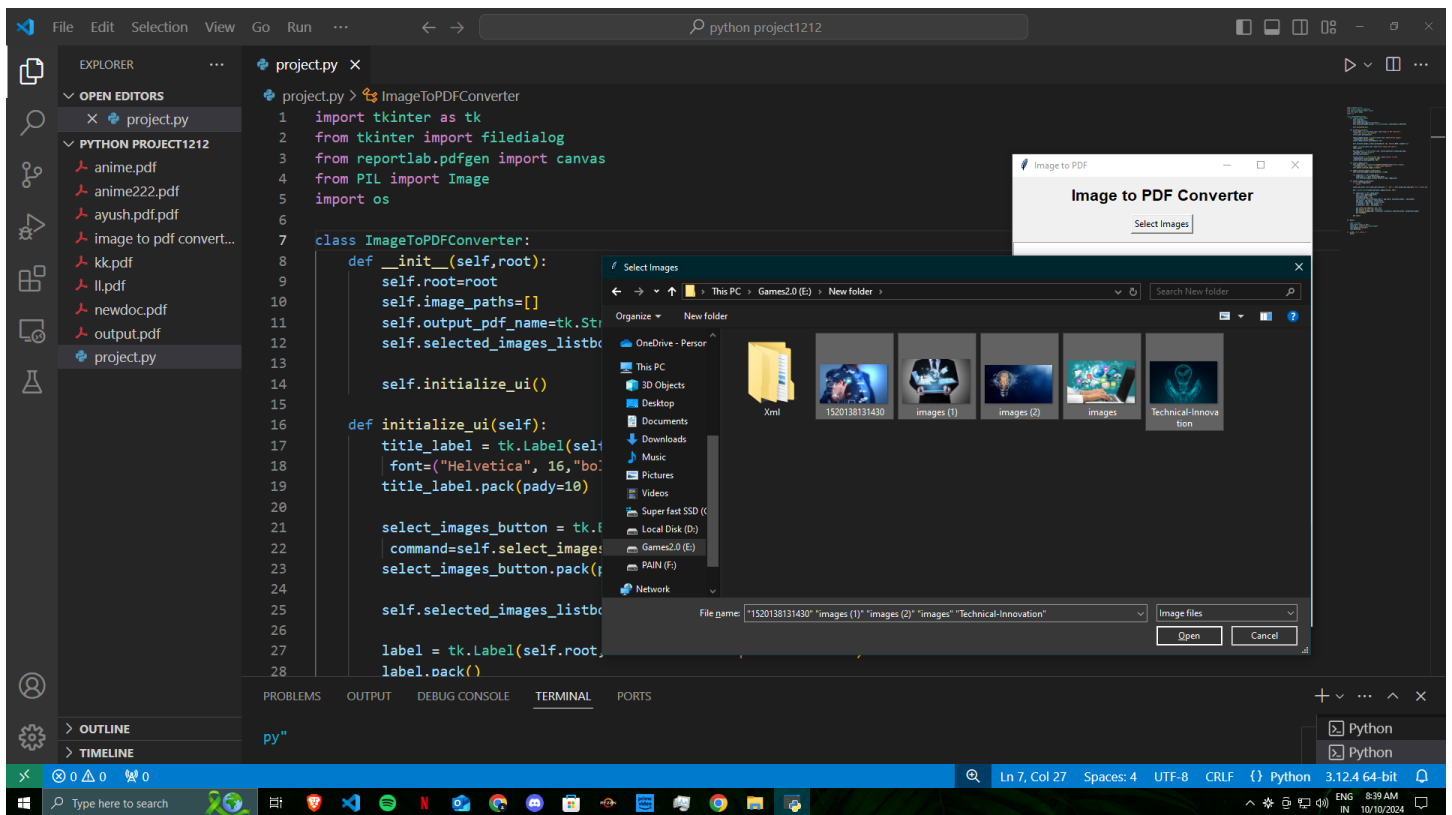 File Edit Selection View Go Run ··· python project1212
EXPLORER ···
OPEN EDITORS
project.py
PYTHON PROJECT1212
anime.pdf
anime222.pdf
ayush.pdf.pdf
image to pdf convert...
kk.pdf
ll.pdf
newdoc.pdf
output.pdf
project.py
OUTLINE
TIMELINE
project.py
project.py > ImageToPDFConverter
1 import tkinter as tk
2 from tkinter import filedialog
3 from reportlab.pdfgen import canvas
4 from PIL import Image
5 import os
6
7 class ImageToPDFConverter:
8 def __init__(self,root):
9 self.root=root
10 self.image_paths=[]
11 self.output_pdf_name=tk.Str
12 self.selected_images_listbo
13
14 self.initialize_ui()
15
16 def initialize_ui(self):
17 title_label = tk.Label(self
18 font=("Helvetica", 16,"bol
19 title_label.pack(pady=10)
20
21 select_images_button = tk.B
22 command=self.select_images
23 select_images_button.pack(p
24
25 self.selected_images_listbo
26
27 label = tk.Label(self.root,
28 label.pack()
Image to PDF
Image to PDF Converter
Select Images
Select Images
This PC > Games2.0 (E:) > New folder >
Search New folder
Organize New folder
OneDrive - Person
This PC
3D Objects
Desktop
Documents
Downloads
Music
Pictures
Videos
Super fast SSD (C
Local Disk (D:)
Games2.0 (E:)
PAIN (F:)
Network
Xml
1520138131430
images (1)
images (2)
images
Technical-Innova
tion
File name: "1520138131430" "images (1)" "images (2)" "images" "Technical-Innovation"
Image files
Open Cancel
PROBLEMS OUTPUT DEBUG CONSOLE TERMINAL PORTS
py"
Python
Python
0 0 0
Ln 7, Col 27 Spaces: 4 UTF-8 CRLF {} Python 3.12.4 64-bit
Type here to search
ENG 8:39 AM
IN 10/10/2024